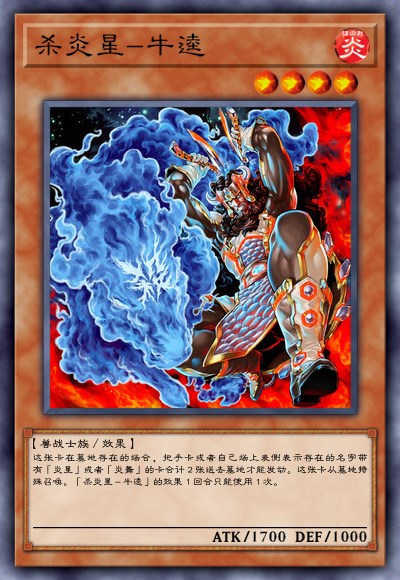 杀炎星－牛逵
ほのお
炎
【兽战士族／效果】
这张卡在墓地存在的场合，把手卡或者自己场上表侧表示存在的名字带
有「炎星」或者「炎舞」的卡合计２张送去墓地才能发动。这张卡从墓地特
殊召唤。「杀炎星－牛逵」的效果１回合只能使用１次。
ATK/1700 DEF/1000